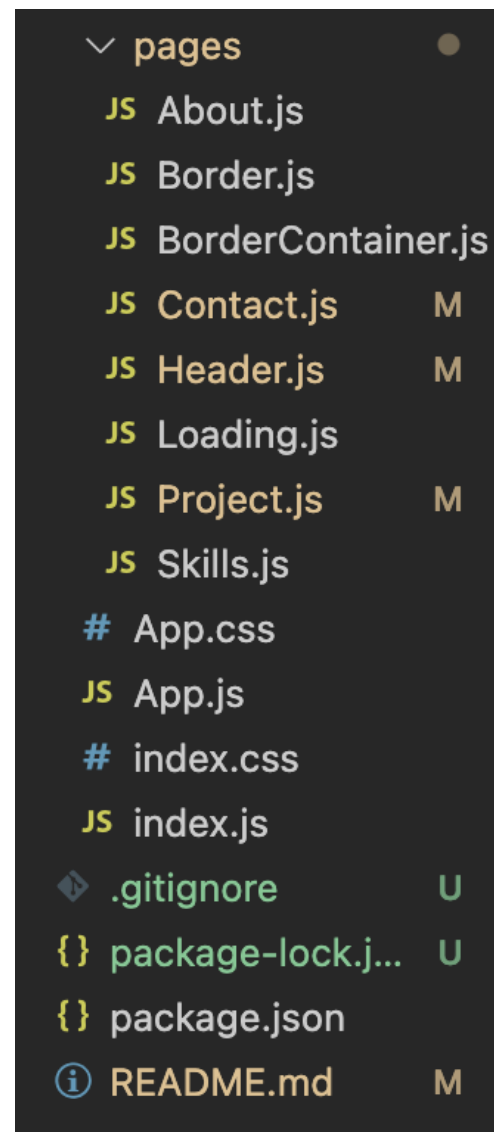 pages
JS About.js
JS Border.js
JS BorderContainer.js
JS Contact.js M
JS Header.js M
JS Loading.js
JS Project.js M
JS Skills.js
# App.css
JS App.js
# index.css
JS index.js
.gitignore U
{} package-lock.j... U
{} package.json
i README.md M